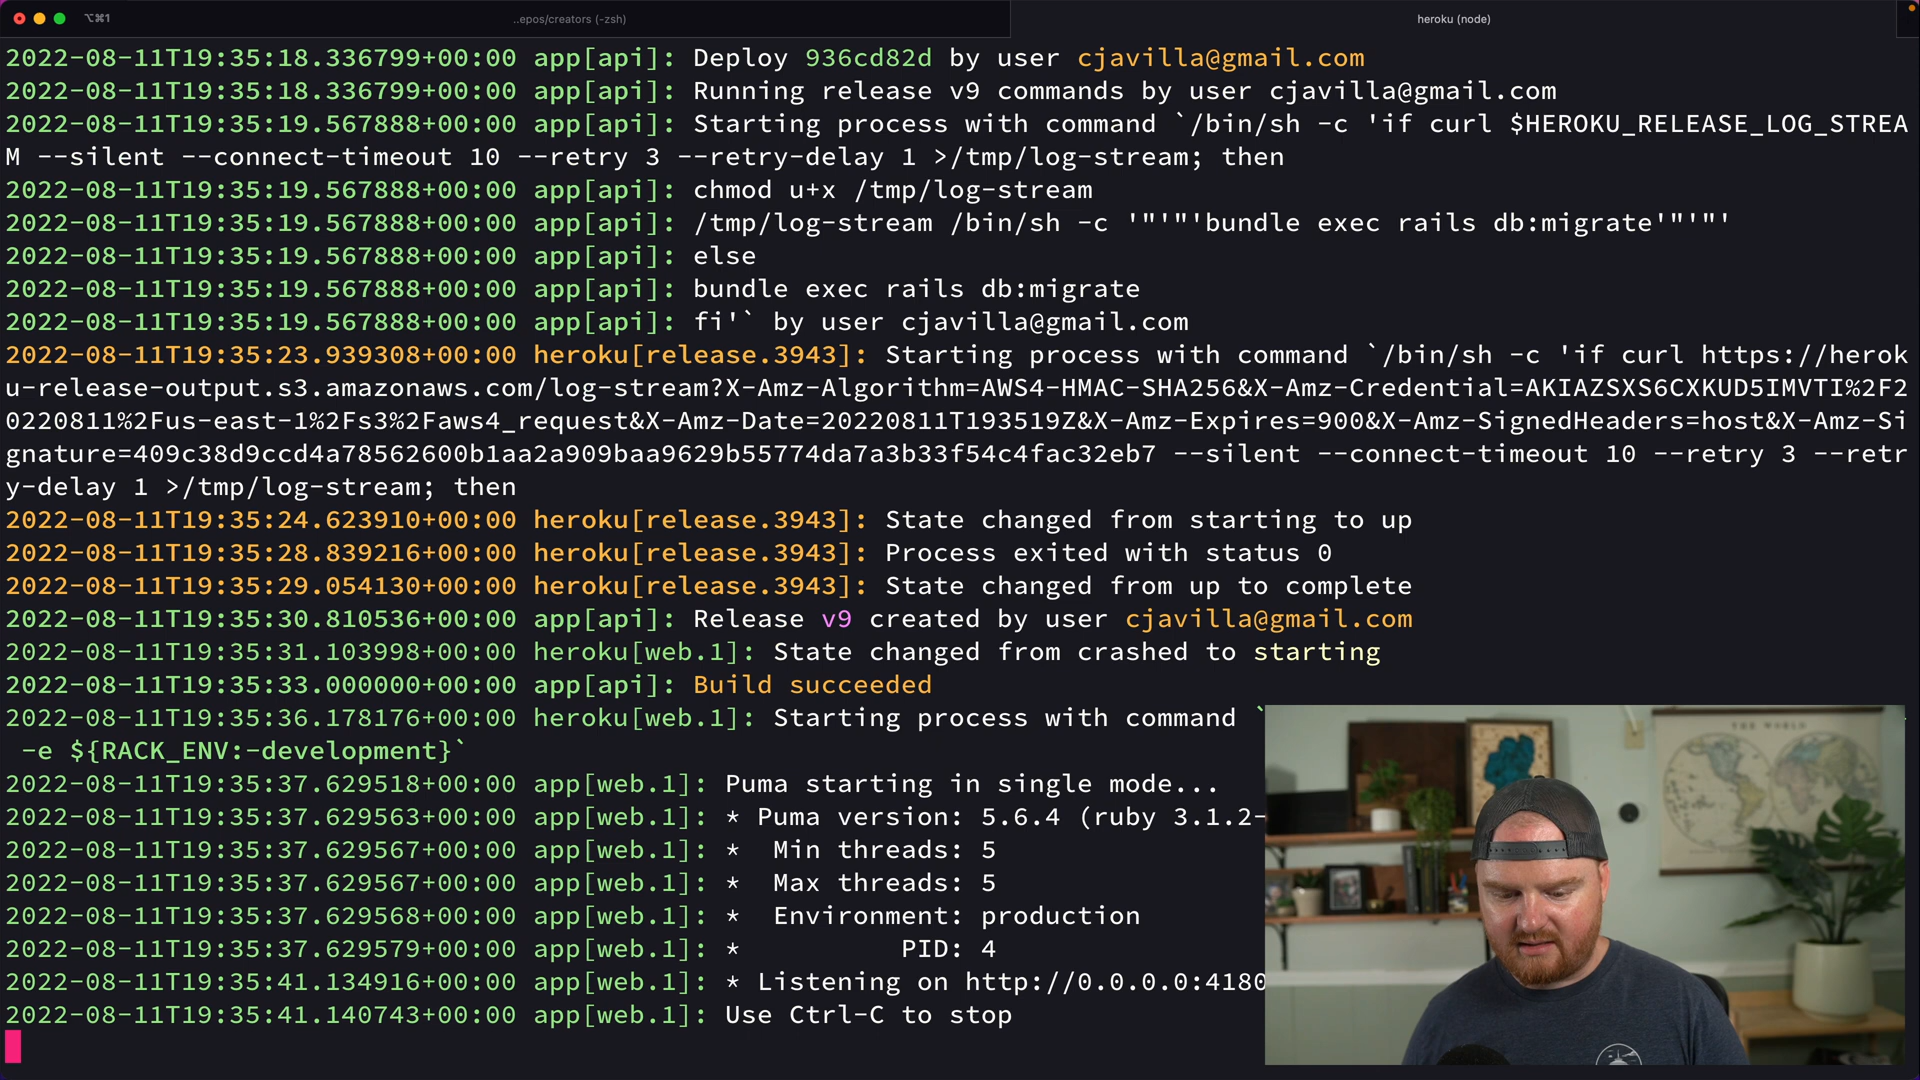 ⌥⌘1
..epos/creators (-zsh)
heroku (node)
2022-08-11T19:35:18.336799+00:00 app[api]: Deploy 936cd82d by user cjavilla@gmail.com
2022-08-11T19:35:18.336799+00:00 app[api]: Running release v9 commands by user cjavilla@gmail.com
2022-08-11T19:35:19.567888+00:00 app[api]: Starting process with command `/bin/sh -c 'if curl $HEROKU_RELEASE_LOG_STREA
M --silent --connect-timeout 10 --retry 3 --retry-delay 1 >/tmp/log-stream; then
2022-08-11T19:35:19.567888+00:00 app[api]: chmod u+x /tmp/log-stream
2022-08-11T19:35:19.567888+00:00 app[api]: /tmp/log-stream /bin/sh -c '"'"'bundle exec rails db:migrate'"'"'
2022-08-11T19:35:19.567888+00:00 app[api]: else
2022-08-11T19:35:19.567888+00:00 app[api]: bundle exec rails db:migrate
2022-08-11T19:35:19.567888+00:00 app[api]: fi'` by user cjavilla@gmail.com
2022-08-11T19:35:23.939308+00:00 heroku[release.3943]: Starting process with command `/bin/sh -c 'if curl https://herok
u-release-output.s3.amazonaws.com/log-stream?X-Amz-Algorithm=AWS4-HMAC-SHA256&X-Amz-Credential=AKIAZSXS6CXKUD5IMVTI%2F2
0220811%2Fus-east-1%2Fs3%2Faws4_request&X-Amz-Date=20220811T193519Z&X-Amz-Expires=900&X-Amz-SignedHeaders=host&X-Amz-Si
gnature=409c38d9ccd4a78562600b1aa2a909baa9629b55774da7a3b33f54c4fac32eb7 --silent --connect-timeout 10 --retry 3 --retr
y-delay 1 >/tmp/log-stream; then
2022-08-11T19:35:24.623910+00:00 heroku[release.3943]: State changed from starting to up
2022-08-11T19:35:28.839216+00:00 heroku[release.3943]: Process exited with status 0
2022-08-11T19:35:29.054130+00:00 heroku[release.3943]: State changed from up to complete
2022-08-11T19:35:30.810536+00:00 app[api]: Release v9 created by user cjavilla@gmail.com
2022-08-11T19:35:31.103998+00:00 heroku[web.1]: State changed from crashed to starting
2022-08-11T19:35:33.000000+00:00 app[api]: Build succeeded
2022-08-11T19:35:36.178176+00:00 heroku[web.1]: Starting process with command `
-e ${RACK_ENV:-development}`
2022-08-11T19:35:37.629518+00:00 app[web.1]: Puma starting in single mode...
2022-08-11T19:35:37.629563+00:00 app[web.1]: * Puma version: 5.6.4 (ruby 3.1.2-
2022-08-11T19:35:37.629567+00:00 app[web.1]: *  Min threads: 5
2022-08-11T19:35:37.629567+00:00 app[web.1]: *  Max threads: 5
2022-08-11T19:35:37.629568+00:00 app[web.1]: *  Environment: production
2022-08-11T19:35:37.629579+00:00 app[web.1]: *          PID: 4
2022-08-11T19:35:41.134916+00:00 app[web.1]: * Listening on http://0.0.0.0:4180
2022-08-11T19:35:41.140743+00:00 app[web.1]: Use Ctrl-C to stop
THE WORLD